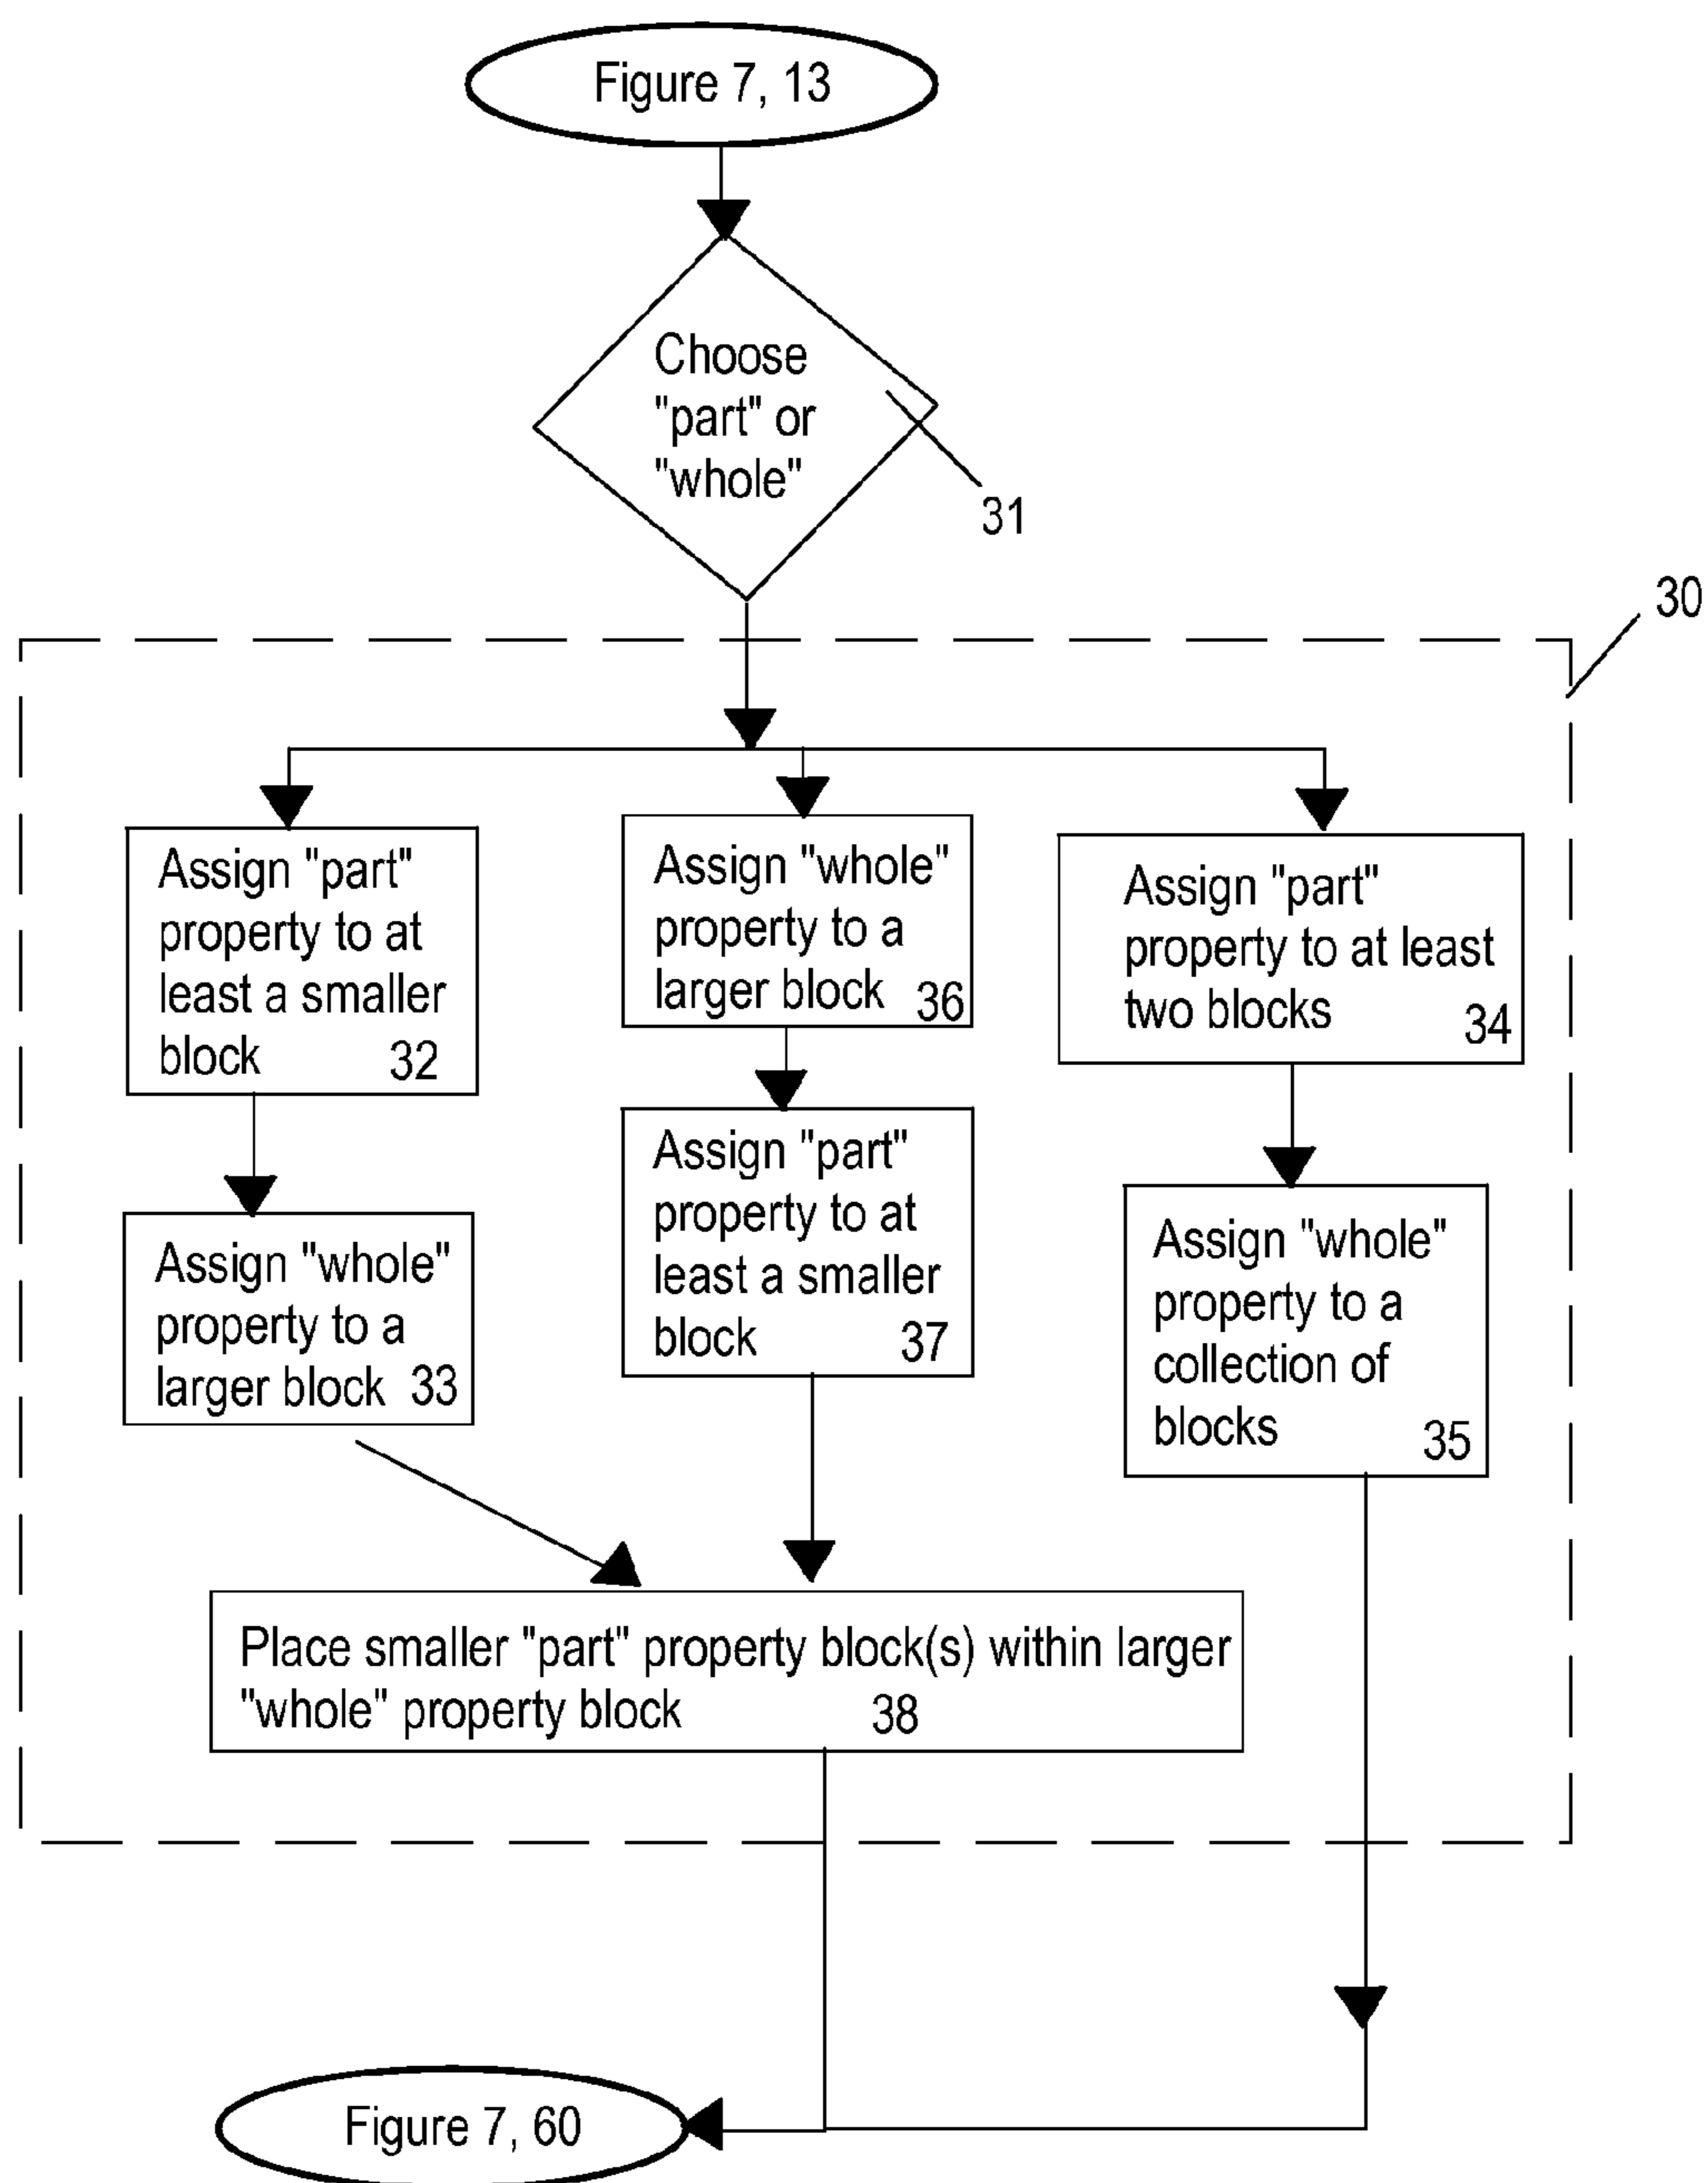 Figure 7, 13
Choose
"part" or
"whole"
31
30
Assign "part"
property to at
least a smaller
block 32
Assign "whole"
property to a
larger block 36
Assign "part"
property to at least
two blocks 34
Assign "whole"
property to a
larger block 33
Assign "part"
property to at
least a smaller
block 37
Assign "whole"
property to a
collection of
blocks 35
Place smaller "part" property block(s) within larger
"whole" property block 38
Figure 7, 60